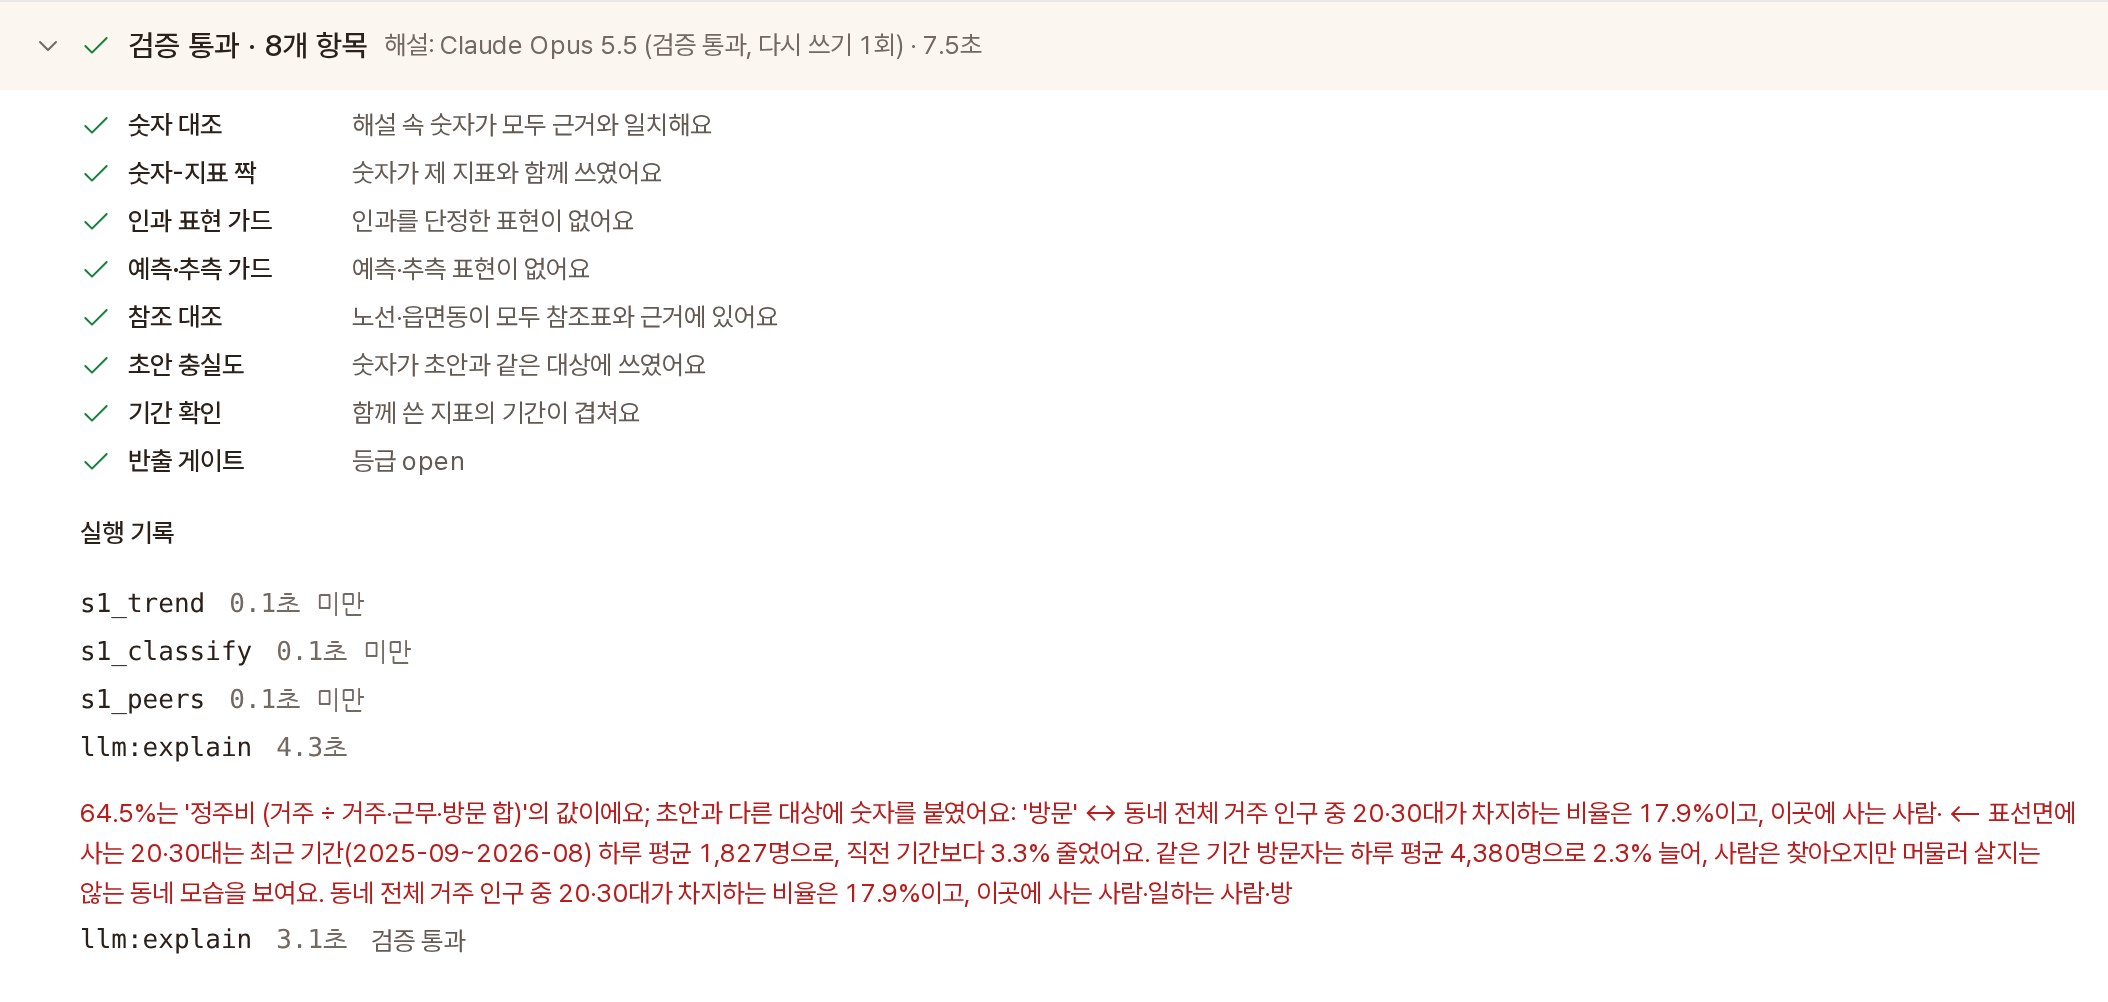 검증 통과 · 8개 항목 해설: Claude Opus 5.5 (검증 통과, 다시 쓰기 1회) · 7.5초
숫자 대조 해설 속 숫자가 모두 근거와 일치해요
숫자-지표 짝 숫자가 제 지표와 함께 쓰였어요
인과 표현 가드 인과를 단정한 표현이 없어요
예측·추측 가드 예측·추측 표현이 없어요
참조 대조 노선·읍면동이 모두 참조표와 근거에 있어요
초안 충실도 숫자가 초안과 같은 대상에 쓰였어요
기간 확인 함께 쓴 지표의 기간이 겹쳐요
반출 게이트 등급 open
실행 기록
s1_trend 0.1초 미만
s1_classify 0.1초 미만
s1_peers 0.1초 미만
llm:explain 4.3초
64.5%는 '정주비 (거주 ÷ 거주·근무·방문 합)'의 값이에요; 초안과 다른 대상에 숫자를 붙였어요: '방문' ↔ 동네 전체 거주 인구 중 20·30대가 차지하는 비율은 17.9%이고, 이곳에 사는 사람· ← 표선면에
사는 20·30대는 최근 기간(2025-09~2026-08) 하루 평균 1,827명으로, 직전 기간보다 3.3% 줄었어요. 같은 기간 방문자는 하루 평균 4,380명으로 2.3% 늘어, 사람은 찾아오지만 머물러 살지는
않는 동네 모습을 보여요. 동네 전체 거주 인구 중 20·30대가 차지하는 비율은 17.9%이고, 이곳에 사는 사람·일하는 사람·방
llm:explain 3.1초 검증 통과